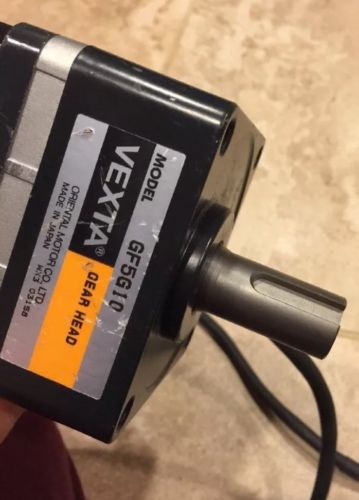 MODEL GF5G10
VEXTA®
GEAR HEAD
ORIENTAL MOTOR CO., LTD.
MADE IN JAPAN